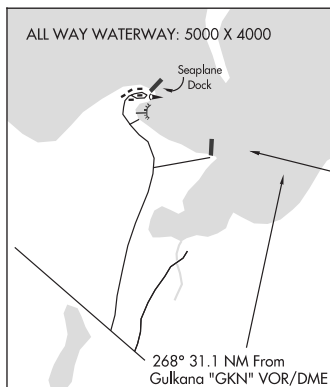 ALL WAY WATERWAY: 5000 X 4000
Seaplane
Dock
268° 31.1 NM From
Gulkana "GKN" VOR/DME